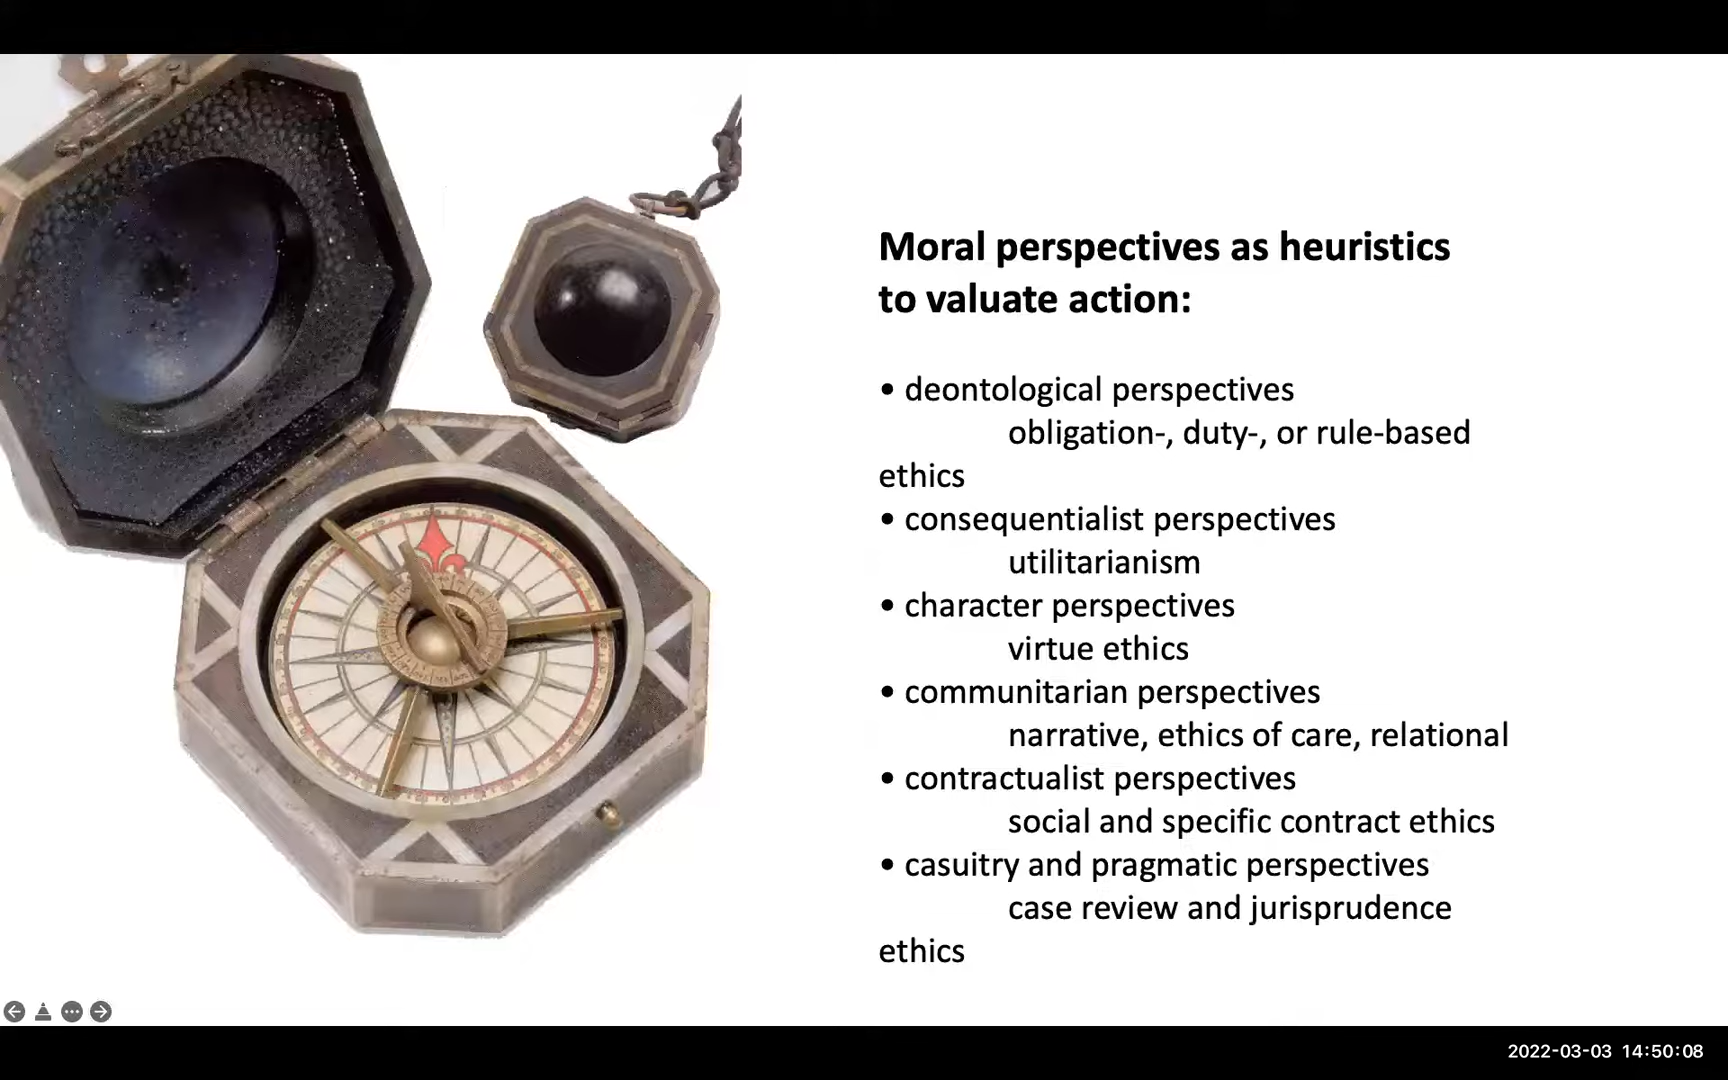 Moral perspectives as heuristics
to valuate action:
• deontological perspectives
obligation-, duty-, or rule-based
ethics
• consequentialist perspectives
utilitarianism
• character perspectives
virtue ethics
• communitarian perspectives
narrative, ethics of care, relational
• contractualist perspectives
social and specific contract ethics
• casuitry and pragmatic perspectives
case review and jurisprudence
ethics
2022-03-03 14:50:08